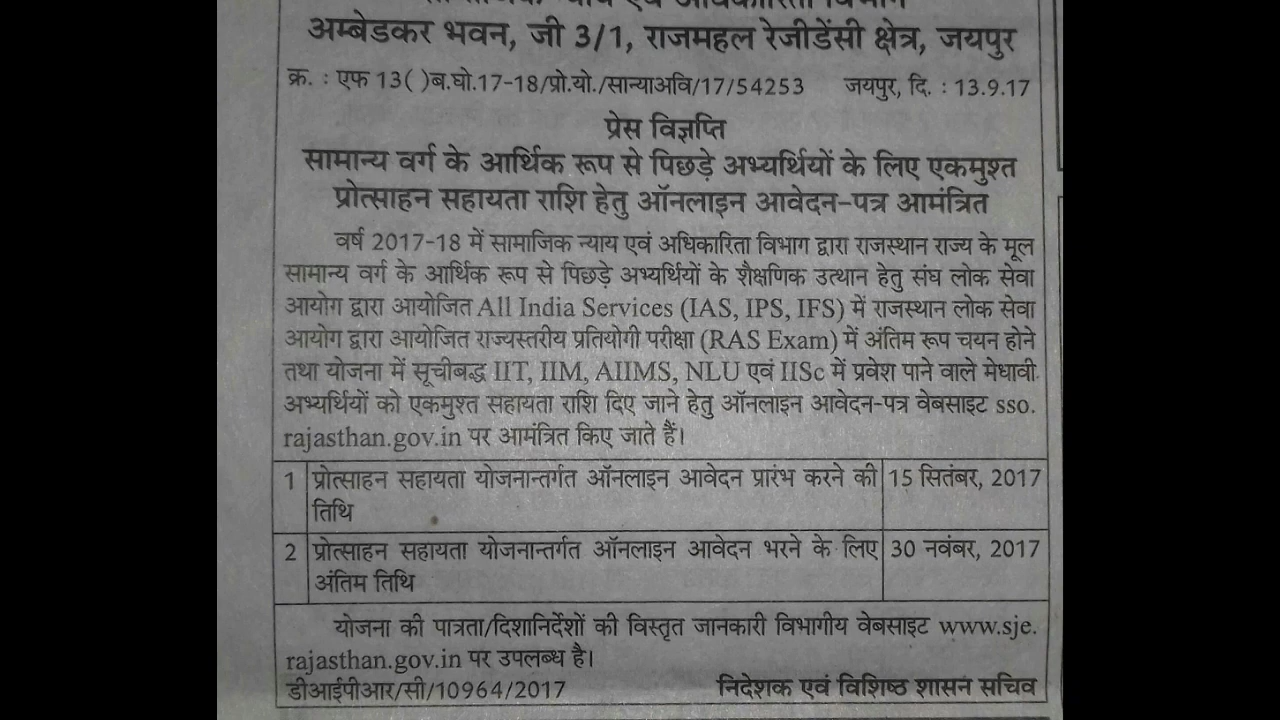 अम्बेडकर भवन, जी 3/1, राजमहल रेजीडेंसी क्षेत्र, जयपुर
क्र. : एफ 13( )ब.घो.17-18/प्रो.यो./सान्याअवि/17/54253 जयपुर, दि. : 13.9.17
प्रेस विज्ञप्ति
सामान्य वर्ग के आर्थिक रूप से पिछड़े अभ्यर्थियों के लिए एकमुश्त
प्रोत्साहन सहायता राशि हेतु ऑनलाइन आवेदन-पत्र आमंत्रित
वर्ष 2017-18 में सामाजिक न्याय एवं अधिकारिता विभाग द्वारा राजस्थान राज्य के मूल
सामान्य वर्ग के आर्थिक रूप से पिछड़े अभ्यर्थियों के शैक्षणिक उत्थान हेतु संघ लोक सेवा
आयोग द्वारा आयोजित All India Services (IAS, IPS, IFS) में राजस्थान लोक सेवा
आयोग द्वारा आयोजित राज्यस्तरीय प्रतियोगी परीक्षा (RAS Exam) में अंतिम रूप चयन होने
तथा योजना में सूचीबद्ध IIT, IIM, AIIMS, NLU एवं IISc में प्रवेश पाने वाले मेधावी
अभ्यर्थियों को एकमुश्त सहायता राशि दिए जाने हेतु ऑनलाइन आवेदन-पत्र वेबसाइट sso.
rajasthan.gov.in पर आमंत्रित किए जाते हैं।
1 प्रोत्साहन सहायता योजनान्तर्गत ऑनलाइन आवेदन प्रारंभ करने की 15 सितंबर, 2017
तिथि
2 प्रोत्साहन सहायता योजनान्तर्गत ऑनलाइन आवेदन भरने के लिए 30 नवंबर, 2017
अंतिम तिथि
योजना की पात्रता/दिशानिर्देशों की विस्तृत जानकारी विभागीय वेबसाइट www.sje.
rajasthan.gov.in पर उपलब्ध है।
डीआईपीआर/सी/10964/2017 निदेशक एवं विशिष्ठ शासन सचिव